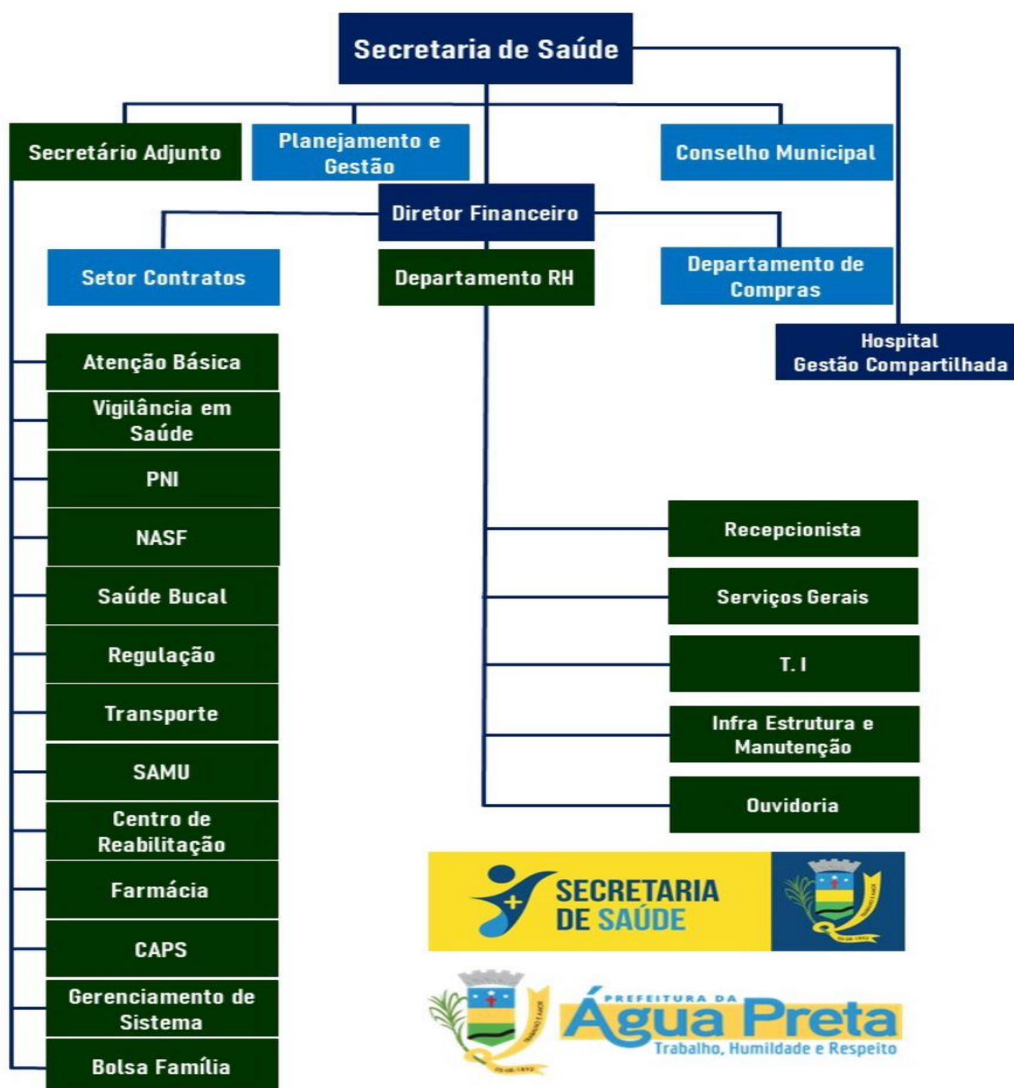 Secretaria de Saúde
Secretário Adjunto
Planejamento e
Gestão
Conselho Municipal
Diretor Financeiro
Setor Contratos
Departamento RH
Departamento de
Compras
Hospital
Gestão Compartilhada
Atenção Básica
Vigilância em
Saúde
PNI
NASF
Saúde Bucal
Regulação
Transporte
SAMU
Centro de
Reabilitação
Farmácia
CAPS
Gerenciamento de
Sistema
Bolsa Família
Recepcionista
Serviços Gerais
T. I
Infra Estrutura e
Manutenção
Ouvidoria
SECRETARIA
DE SAÚDE
PREFEITURA DA
Água Preta
Trabalho, Humildade e Respeito